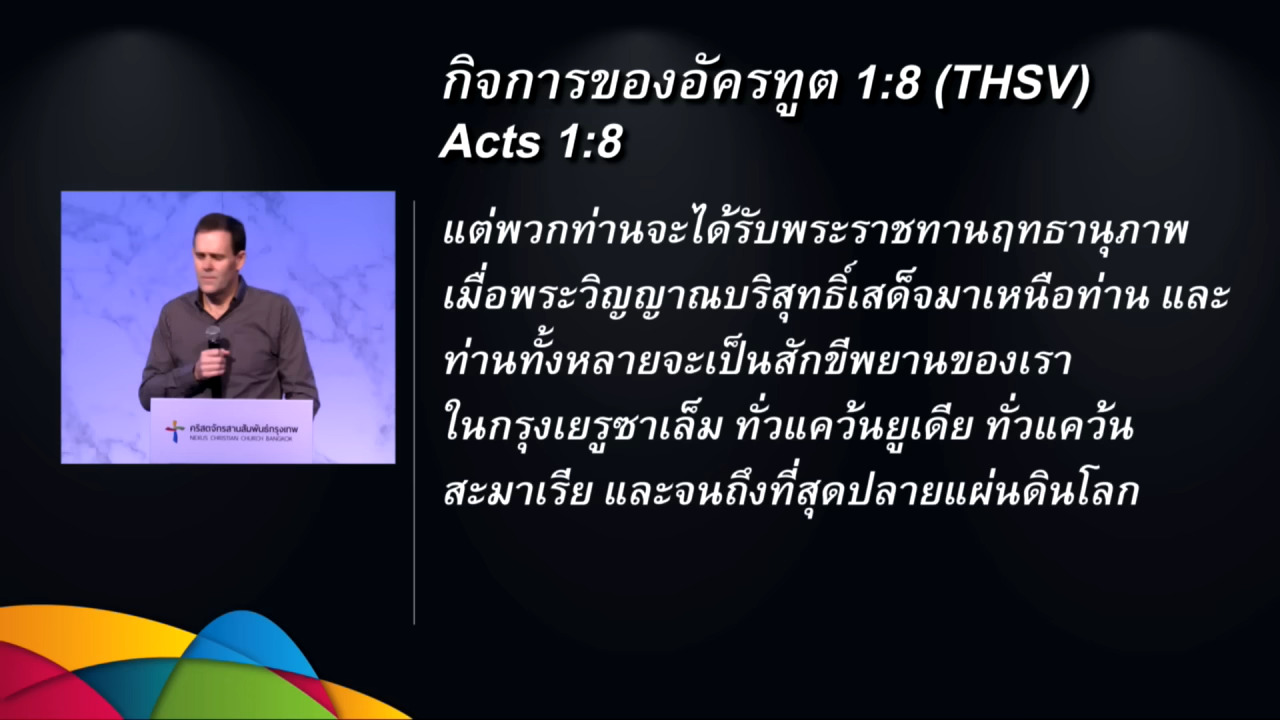 กิจการของอัครทูต 1:8 (THSV)
Acts 1:8
แต่พวกท่านจะได้รับพระราชทานฤทธานุภาพ
เมื่อพระวิญญาณบริสุทธิ์เสด็จมาเหนือท่าน และ
ท่านทั้งหลายจะเป็นสักขีพยานของเรา
ในกรุงเยรูซาเล็ม ทั่วแคว้นยูเดีย ทั่วแคว้น
สะมาเรีย และจนถึงที่สุดปลายแผ่นดินโลก
คริสตจักรสานสัมพันธ์กรุงเทพ
NEXUS CHRISTIAN CHURCH BANGKOK